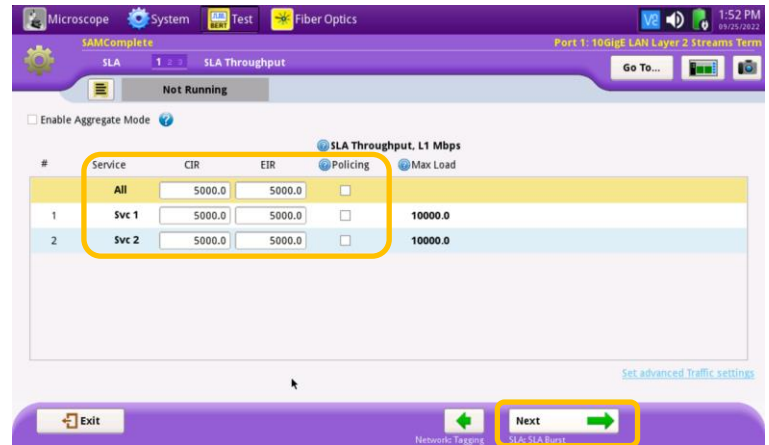 Microscope System Test Fiber Optics 1:52 PM
09/25/2022
SAMComplete Port 1: 10GigE LAN Layer 2 Streams Term
SLA 1 2 3 SLA Throughput Go To...
Not Running
Enable Aggregate Mode
SLA Throughput, L1 Mbps
# Service CIR EIR Policing Max Load
All 5000.0 5000.0
1 Svc 1 5000.0 5000.0 10000.0
2 Svc 2 5000.0 5000.0 10000.0
Set advanced Traffic settings
Exit Next
Network: Tagging SLA: SLA Burst